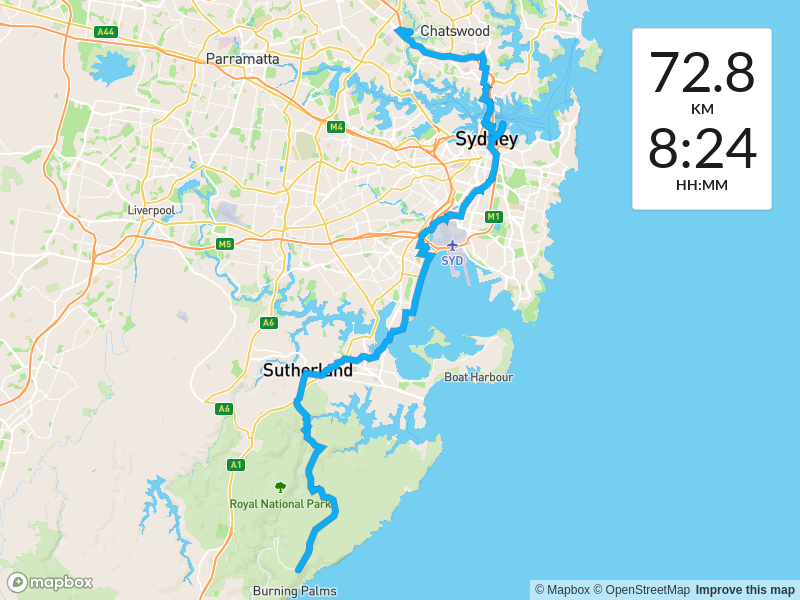 A44
Chatswood
Parramatta
72.8
KM
8:24
HH:MM
M4
Sydney
Liverpool
M1
M5
SYD
A6
Sutherland
Boat Harbour
A6
A1
Royal National Park
Burning Palms
mapbox
© Mapbox © OpenStreetMap Improve this map